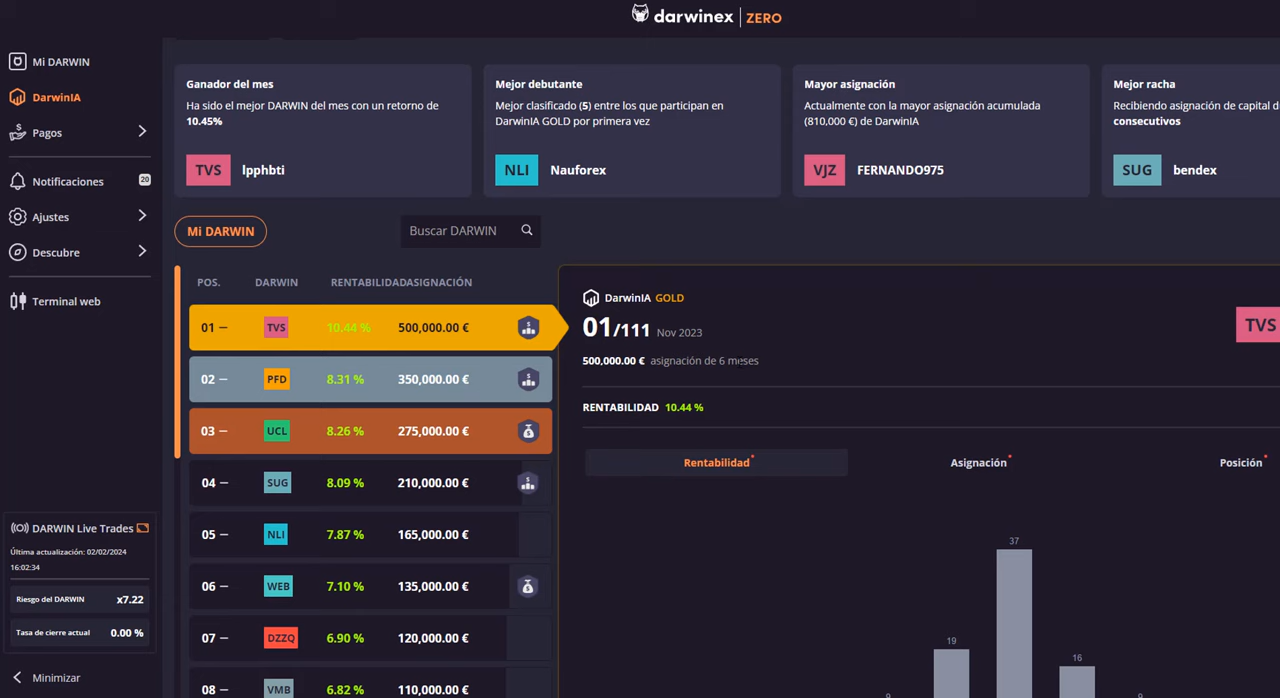 darwinex ZERO
Mi DARWIN
DarwinIA
Pagos
Notificaciones 20
Ajustes
Descubre
Terminal web
DARWIN Live Trades
Última actualización: 02/02/2024
16:02:34
Riesgo del DARWIN x7.22
Tasa de cierre actual 0.00 %
Minimizar
Ganador del mes
Ha sido el mejor DARWIN del mes con un retorno de
10.45%
TVS lpphbti
Mejor debutante
Mejor clasificado (5) entre los que participan en
DarwinIA GOLD por primera vez
NLI Nauforex
Mayor asignación
Actualmente con la mayor asignación acumulada
(810,000 €) de DarwinIA
VJZ FERNANDO975
Mejor racha
Recibiendo asignación de capital d
consecutivos
SUG bendex
Mi DARWIN
Buscar DARWIN
POS. DARWIN RENTABILIDADASIGNACIÓN
01 – TVS 10.44 % 500,000.00 €
02 – PFD 8.31 % 350,000.00 €
03 – UCL 8.26 % 275,000.00 €
04 – SUG 8.09 % 210,000.00 €
05 – NLI 7.87 % 165,000.00 €
06 – WEB 7.10 % 135,000.00 €
07 – DZZQ 6.90 % 120,000.00 €
08 – VMB 6.82 % 110,000.00 €
DarwinIA GOLD
01/111 Nov 2023
TVS
500,000.00 € asignación de 6 meses
RENTABILIDAD 10.44 %
Rentabilidad* Asignación* Posición*
37
19
16
9
9